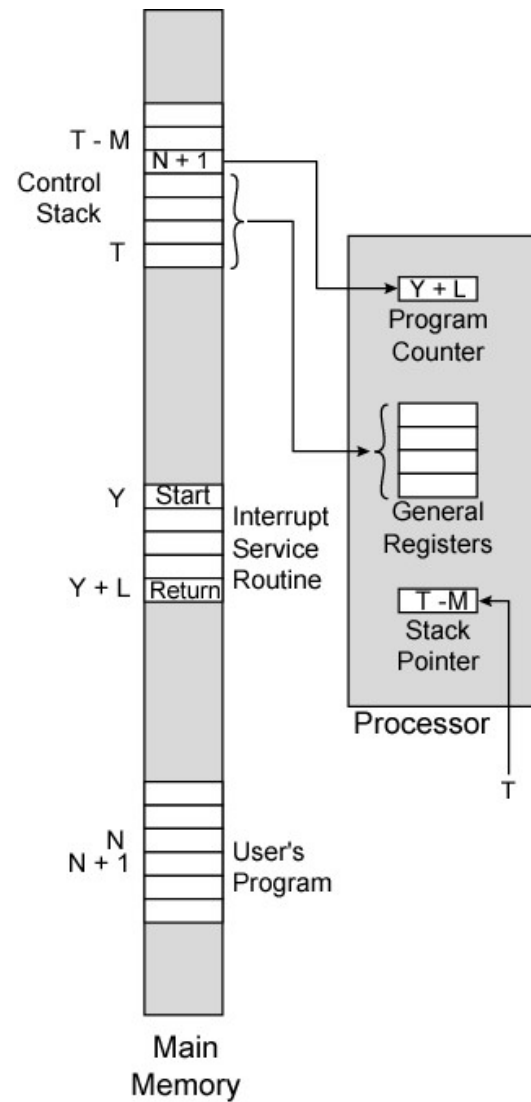 T - M
N + 1
Control
Stack
T
Y + L
Program
Counter
Y
Start
Interrupt
Service
Routine
General
Registers
Y + L
Return
T -M
Stack
Pointer
Processor
T
N
N + 1
User's
Program
Main
Memory